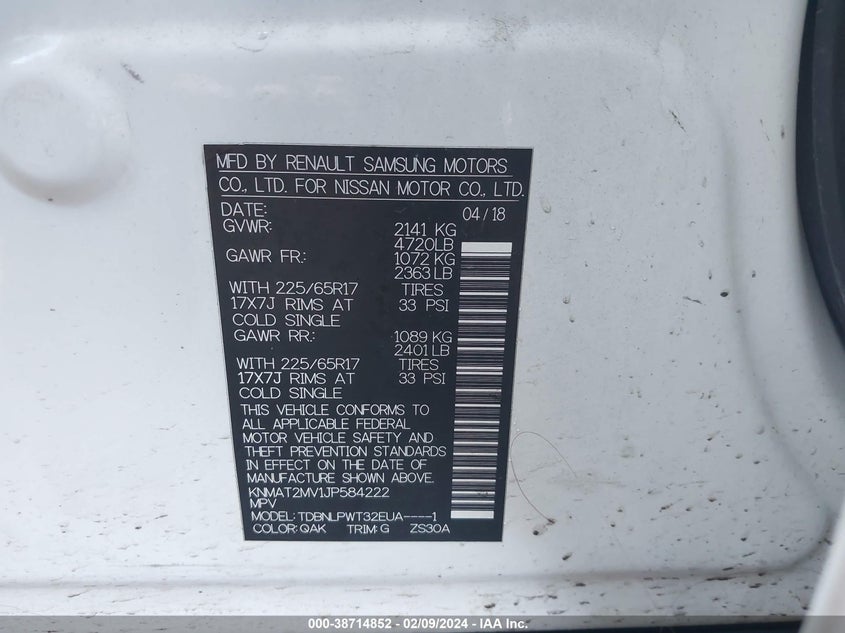 MFD BY RENAULT SAMSUNG MOTORS
CO., LTD. FOR NISSAN MOTOR CO., LTD.
DATE: 04/18
GVWR: 2141 KG
4720LB
GAWR FR: 1072 KG
2363 LB
WITH 225/65R17 TIRES
17X7J RIMS AT 33 PSI
COLD SINGLE
GAWR RR: 1089 KG
2401 LB
WITH 225/65R17 TIRES
17X7J RIMS AT 33 PSI
COLD SINGLE
THIS VEHICLE CONFORMS TO
ALL APPLICABLE FEDERAL
MOTOR VEHICLE SAFETY AND
THEFT PREVENTION STANDARDS
IN EFFECT ON THE DATE OF
MANUFACTURE SHOWN ABOVE.
KNMAT2MV1JP584222
MPV
MODEL: TDBNLPWT32EUA----1
COLOR: QAK TRIM: G ZS30A
000-38714852 - 02/09/2024 - IAA Inc.